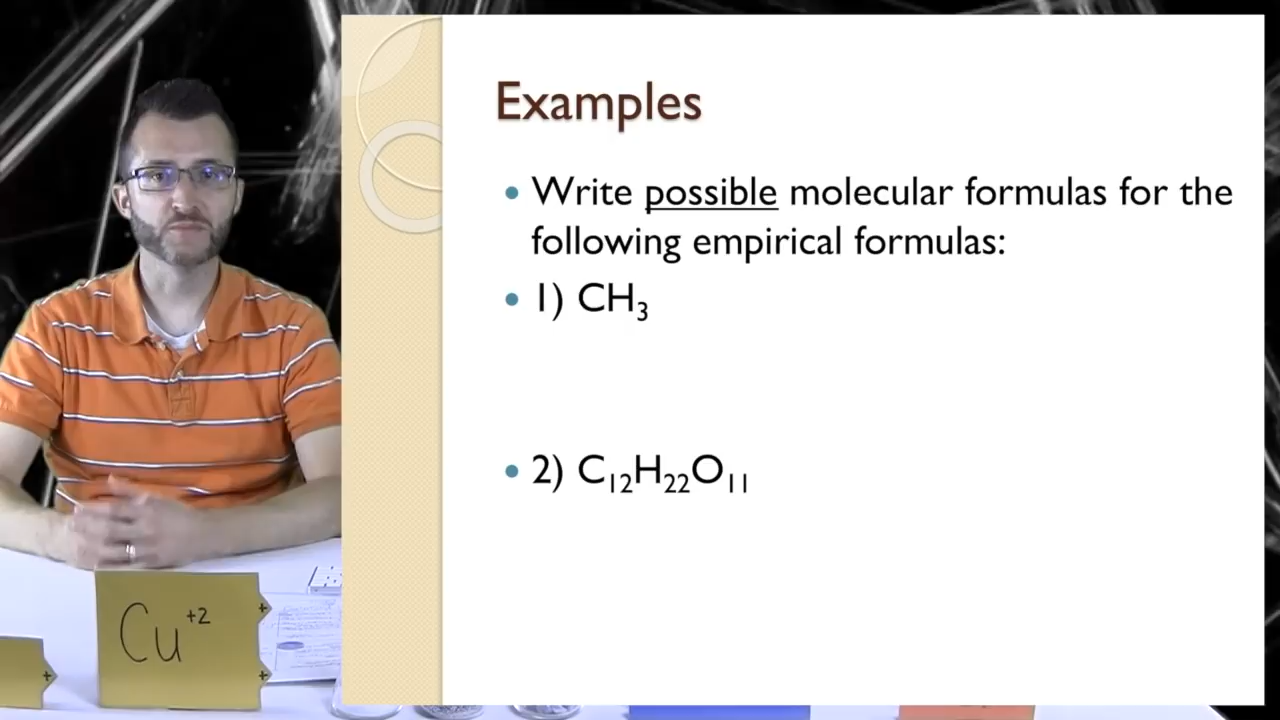 Examples
• Write possible molecular formulas for the
following empirical formulas:
• 1) CH₃
• 2) C₁₂H₂₂O₁₁
Cu⁺²
+
+
+